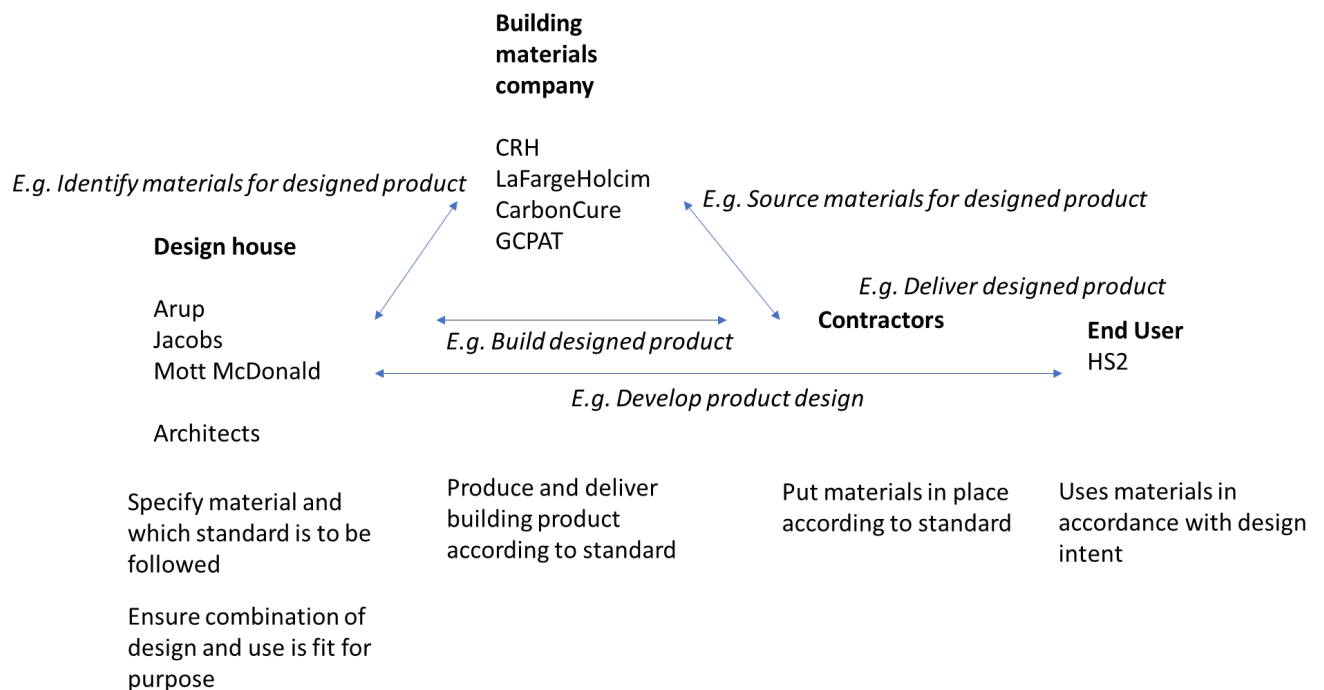 Building
materials
company
CRH
LaFargeHolcim
CarbonCure
GCPAT
E.g. Identify materials for designed product
E.g. Source materials for designed product
Design house
Arup
Jacobs
Mott McDonald
Architects
E.g. Deliver designed product
Contractors
End User
HS2
E.g. Build designed product
E.g. Develop product design
Specify material and
which standard is to be
followed
Ensure combination of
design and use is fit for
purpose
Produce and deliver
building product
according to standard
Put materials in place
according to standard
Uses materials in
accordance with design
intent